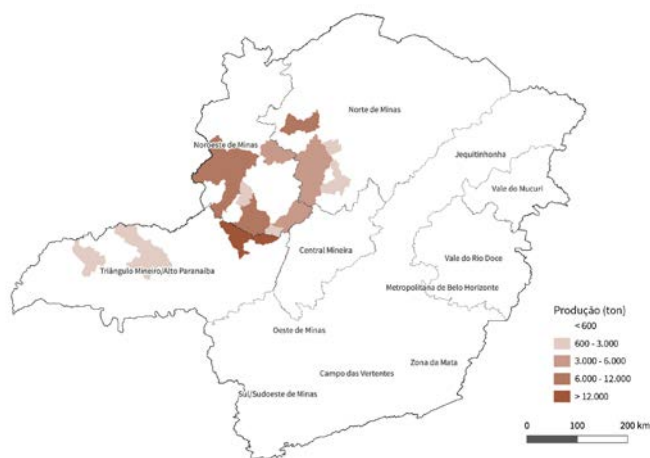 Norte de Minas
Noroeste de Minas
Jequitinhonha
Vale do Mucuri
Central Mineira
Vale do Rio Doce
Triângulo Mineiro/Alto Paranaíba
Metropolitana de Belo Horizonte
Oeste de Minas
Zona da Mata
Campo das Vertentes
Sul/Sudoeste de Minas
Produção (ton)
< 600
600 - 3.000
3.000 - 6.000
6.000 - 12.000
> 12.000
0 100 200 km